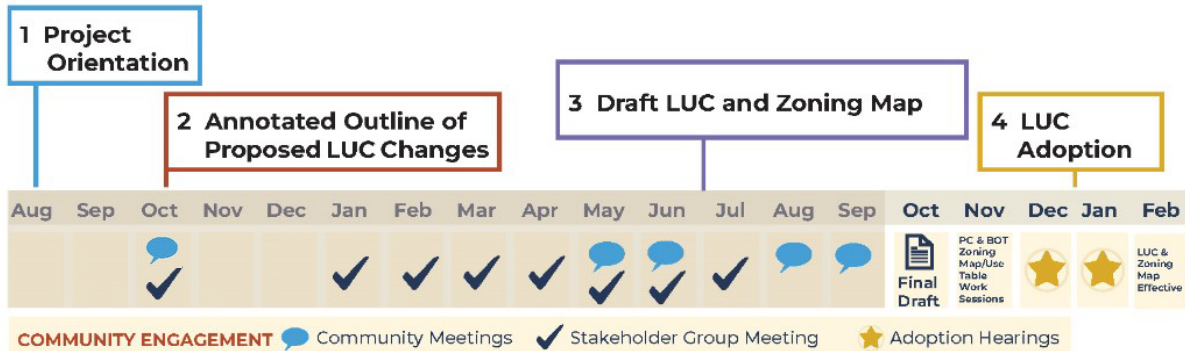 1 Project
Orientation
2 Annotated Outline of
Proposed LUC Changes
3 Draft LUC and Zoning Map
4 LUC
Adoption
Aug Sep Oct Nov Dec Jan Feb Mar Apr May Jun Jul Aug Sep Oct Nov Dec Jan Feb
Final
Draft
PC & BOT
Zoning
Map/Use
Table
Work
Sessions
LUC &
Zoning
Map
Effective
COMMUNITY ENGAGEMENT Community Meetings Stakeholder Group Meeting Adoption Hearings